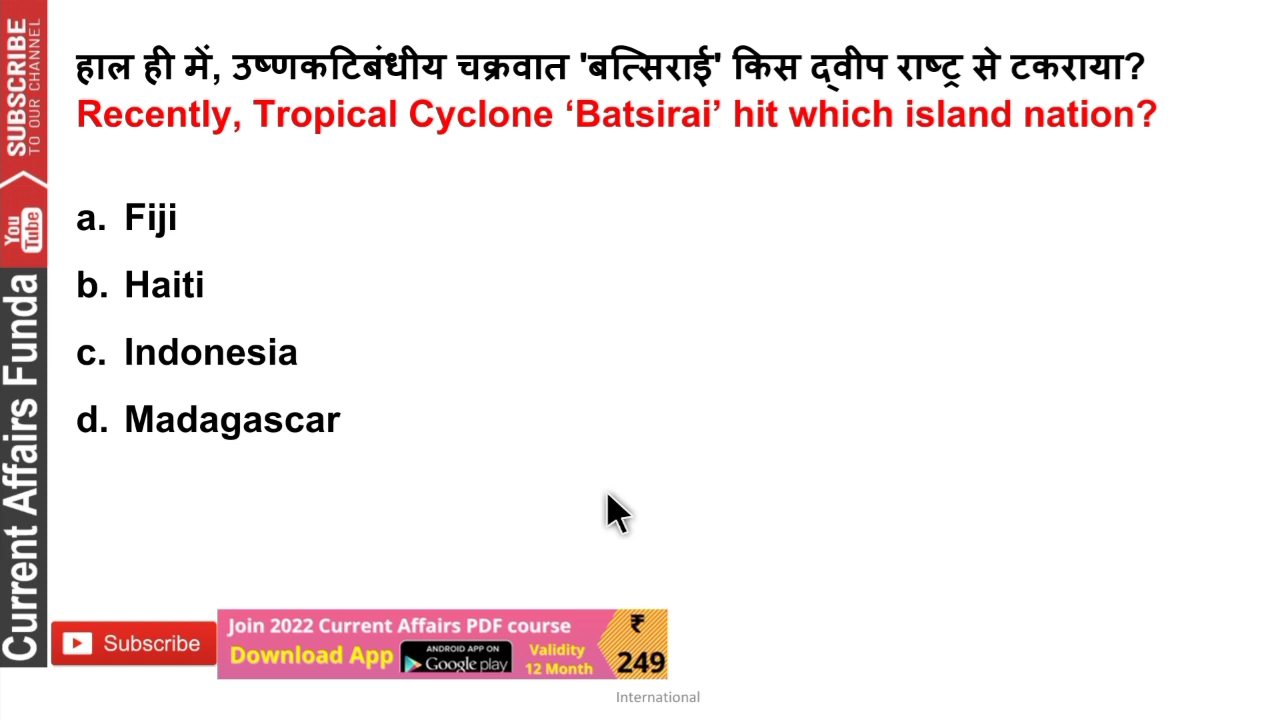 हाल ही में, उष्णकटिबंधीय चक्रवात 'बत्सिराई' किस द्वीप राष्ट्र से टकराया?
Recently, Tropical Cyclone ‘Batsirai’ hit which island nation?
a. Fiji
b. Haiti
c. Indonesia
d. Madagascar
SUBSCRIBE
TO OUR CHANNEL
You
Tube
Current Affairs Funda
Subscribe
Join 2022 Current Affairs PDF course
Download App
ANDROID APP ON
Google play
Validity
12 Month
₹
249
International